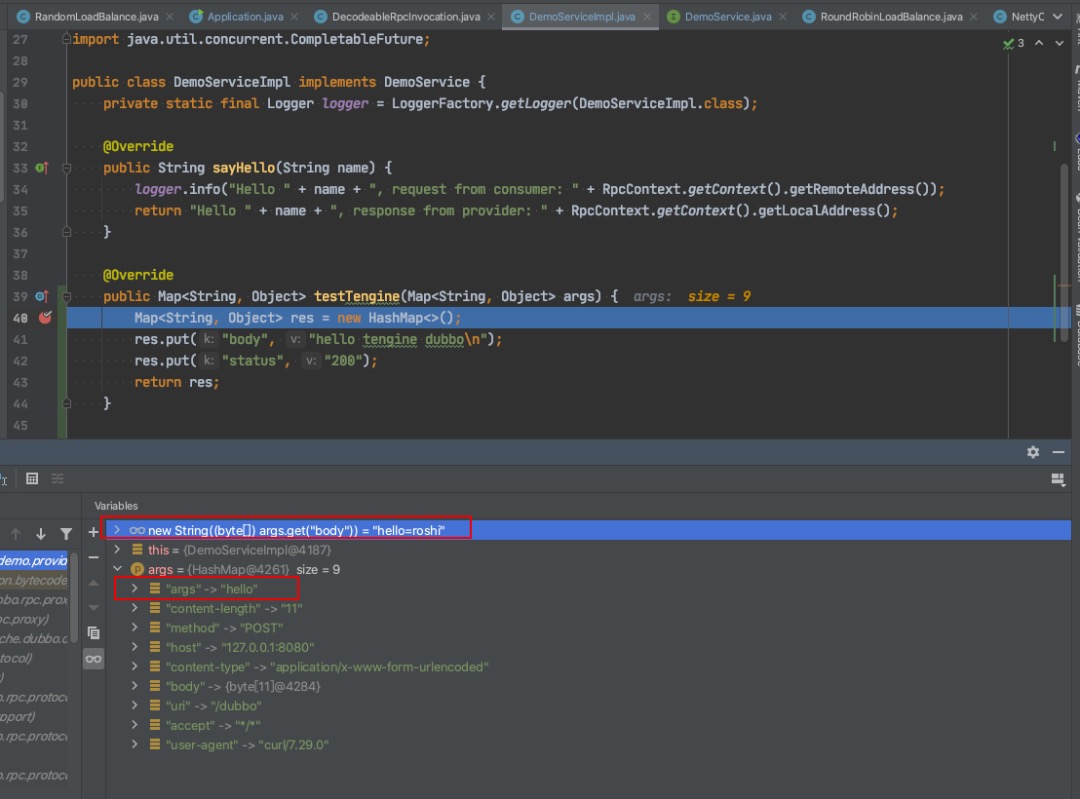 RandomLoadBalance.java Application.java DecodeableRpcInvocation.java DemoServiceImpl.java DemoService.java RoundRobinLoadBalance.java NettyC
27 import java.util.concurrent.CompletableFuture; 3
28
29 public class DemoServiceImpl implements DemoService {
30 private static final Logger logger = LoggerFactory.getLogger(DemoServiceImpl.class);
31
32 @Override
33 public String sayHello(String name) {
34 logger.info("Hello " + name + ", request from consumer: " + RpcContext.getContext().getRemoteAddress());
35 return "Hello " + name + ", response from provider: " + RpcContext.getContext().getLocalAddress();
36 }
37
38 @Override
39 public Map<String, Object> testTengine(Map<String, Object> args) { args: size = 9
40 Map<String, Object> res = new HashMap<>();
41 res.put( k: "body", v: "hello tengine dubbo\n");
42 res.put( k: "status", v: "200");
43 return res;
44 }
45
Variables
new String((byte[]) args.get("body")) = "hello=roshi"
this = {DemoServiceImpl@4187}
args = {HashMap@4261} size = 9
"args" -> "hello"
"content-length" -> "11"
"method" -> "POST"
"host" -> "127.0.0.1:8080"
"content-type" -> "application/x-www-form-urlencoded"
"body" -> {byte[11]@4284}
"uri" -> "/dubbo"
"accept" -> "*/*"
"user-agent" -> "curl/7.29.0"
demo.provid
on.bytecode
bbo.rpc.prox
c.proxy)
che.dubbo.c
tocol)
)
o.rpc.protoc
pport)
o.rpc.protoc
o.rpc.protoc